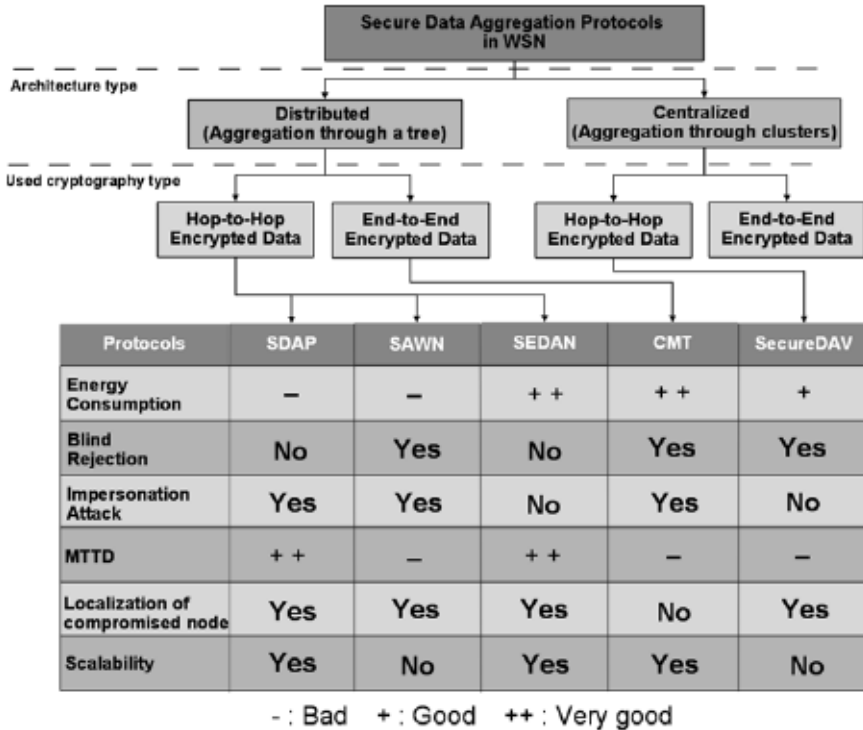 Secure Data Aggregation Protocols
in WSN
Architecture type
Distributed
(Aggregation through a tree)
Centralized
(Aggregation through clusters)
Used cryptography type
Hop-to-Hop
Encrypted Data
End-to-End
Encrypted Data
Hop-to-Hop
Encrypted Data
End-to-End
Encrypted Data
Protocols SDAP SAWN SEDAN CMT SecureDAV
Energy
Consumption – – + + + + +
Blind
Rejection No Yes No Yes Yes
Impersonation
Attack Yes Yes No Yes No
MTTD + + – + + – –
Localization of
compromised node Yes Yes Yes No Yes
Scalability Yes No Yes Yes No
- : Bad + : Good ++ : Very good